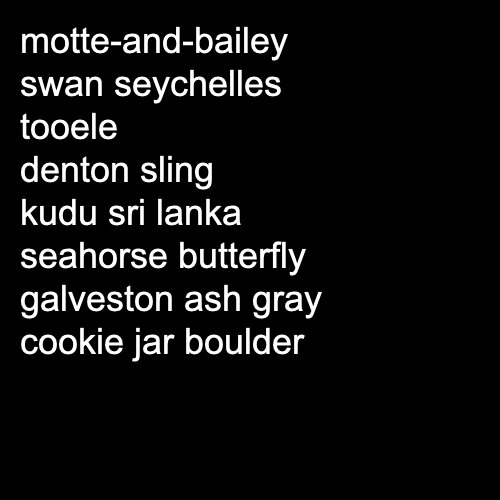 motte-and-bailey
swan seychelles
tooele
denton sling
kudu sri lanka
seahorse butterfly
galveston ash gray
cookie jar boulder